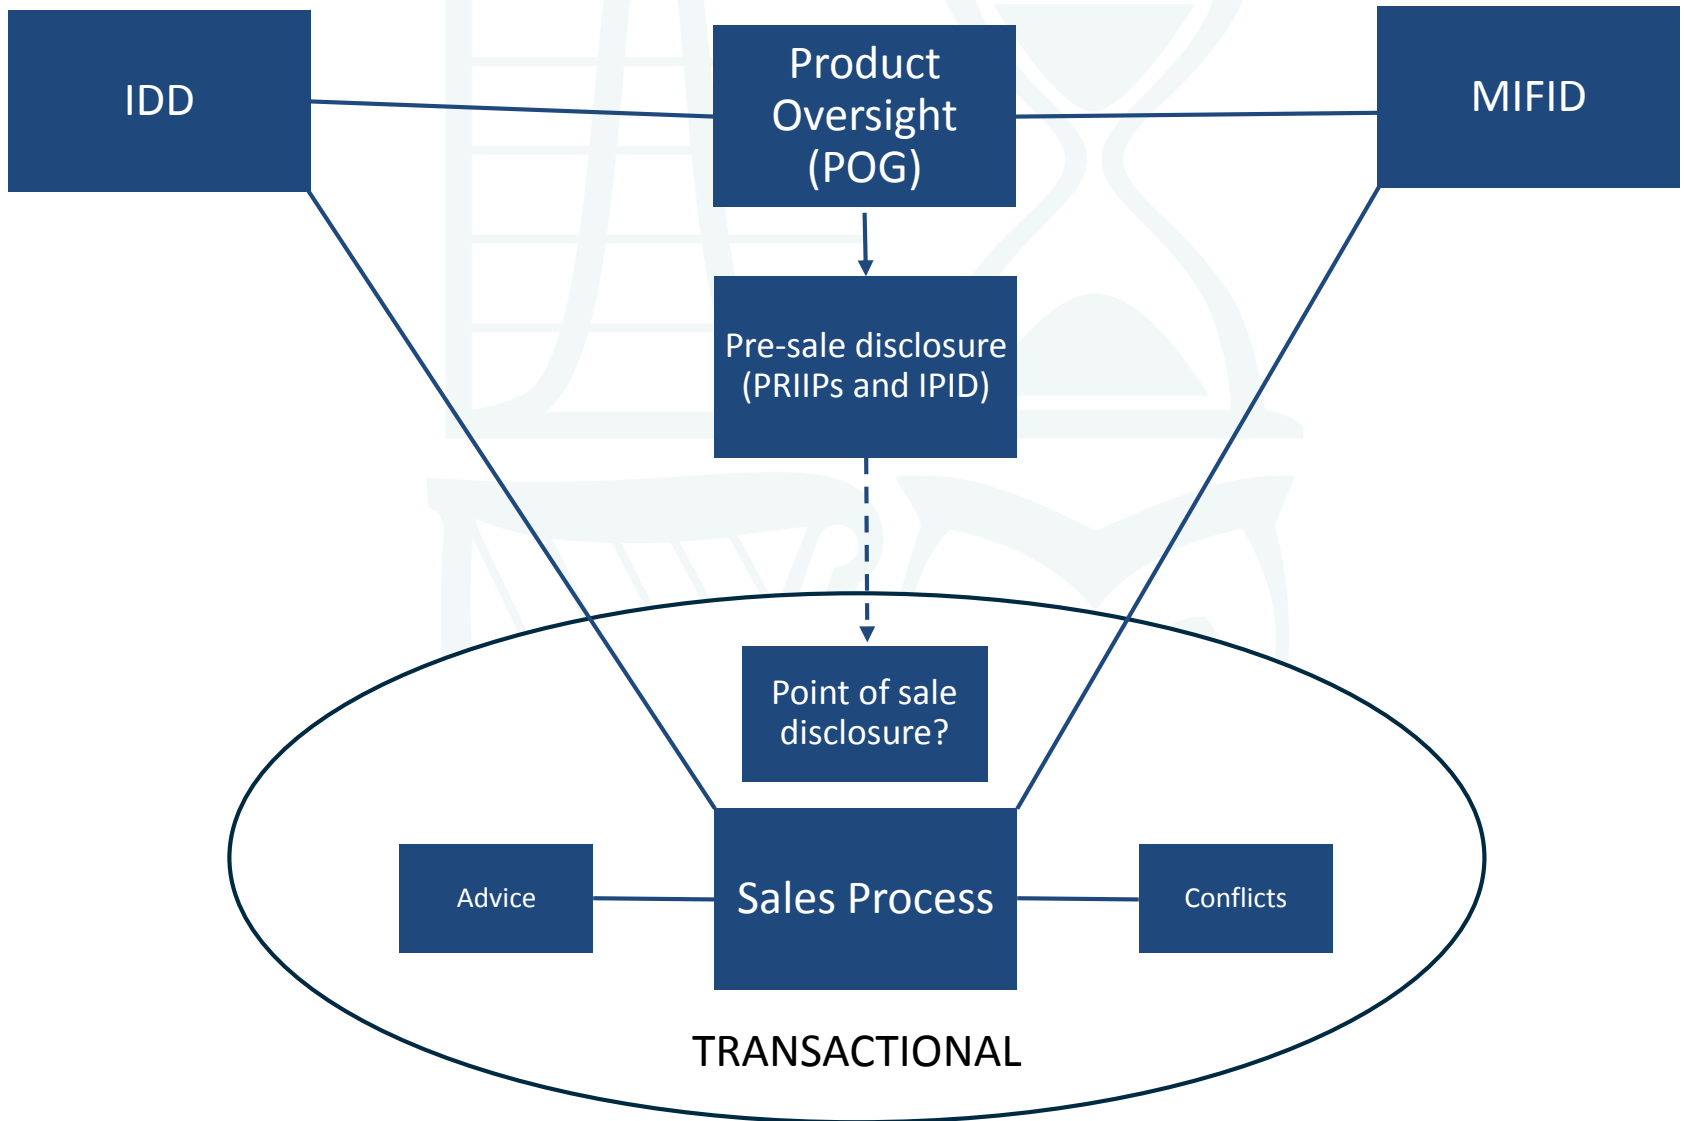 IDD
Product
Oversight
(POG)
MIFID
Pre-sale disclosure
(PRIIPs and IPID)
Point of sale
disclosure?
Advice
Sales Process
Conflicts
TRANSACTIONAL